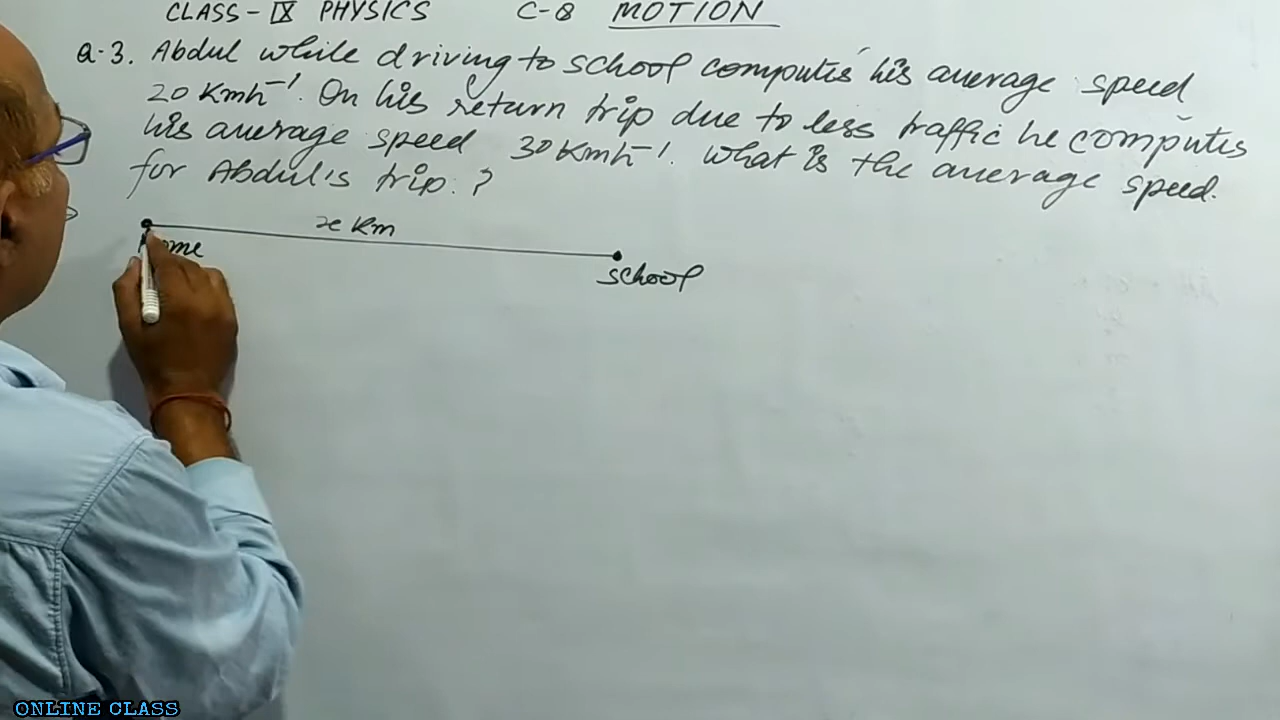 CLASS-IX PHYSICS C-8 MOTION
Q-3. Abdul while driving to school computes his average speed
20 Kmh-1. On his return trip due to less traffic he computes
his average speed 30 Kmh-1. What is the average speed.
for Abdul's trip.?
x Km
Home
school
ONLINE CLASS